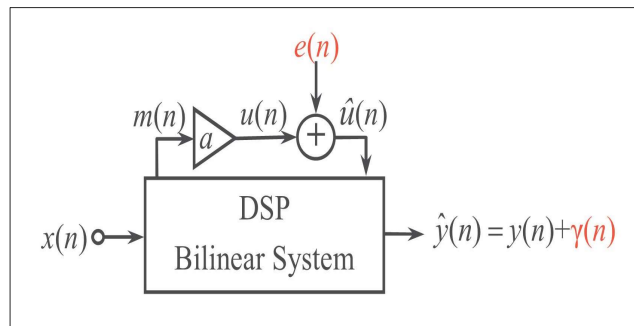 e(n)
m(n) a u(n) + û(n)
DSP
x(n) ŷ(n) = y(n)+γ(n)
Bilinear System